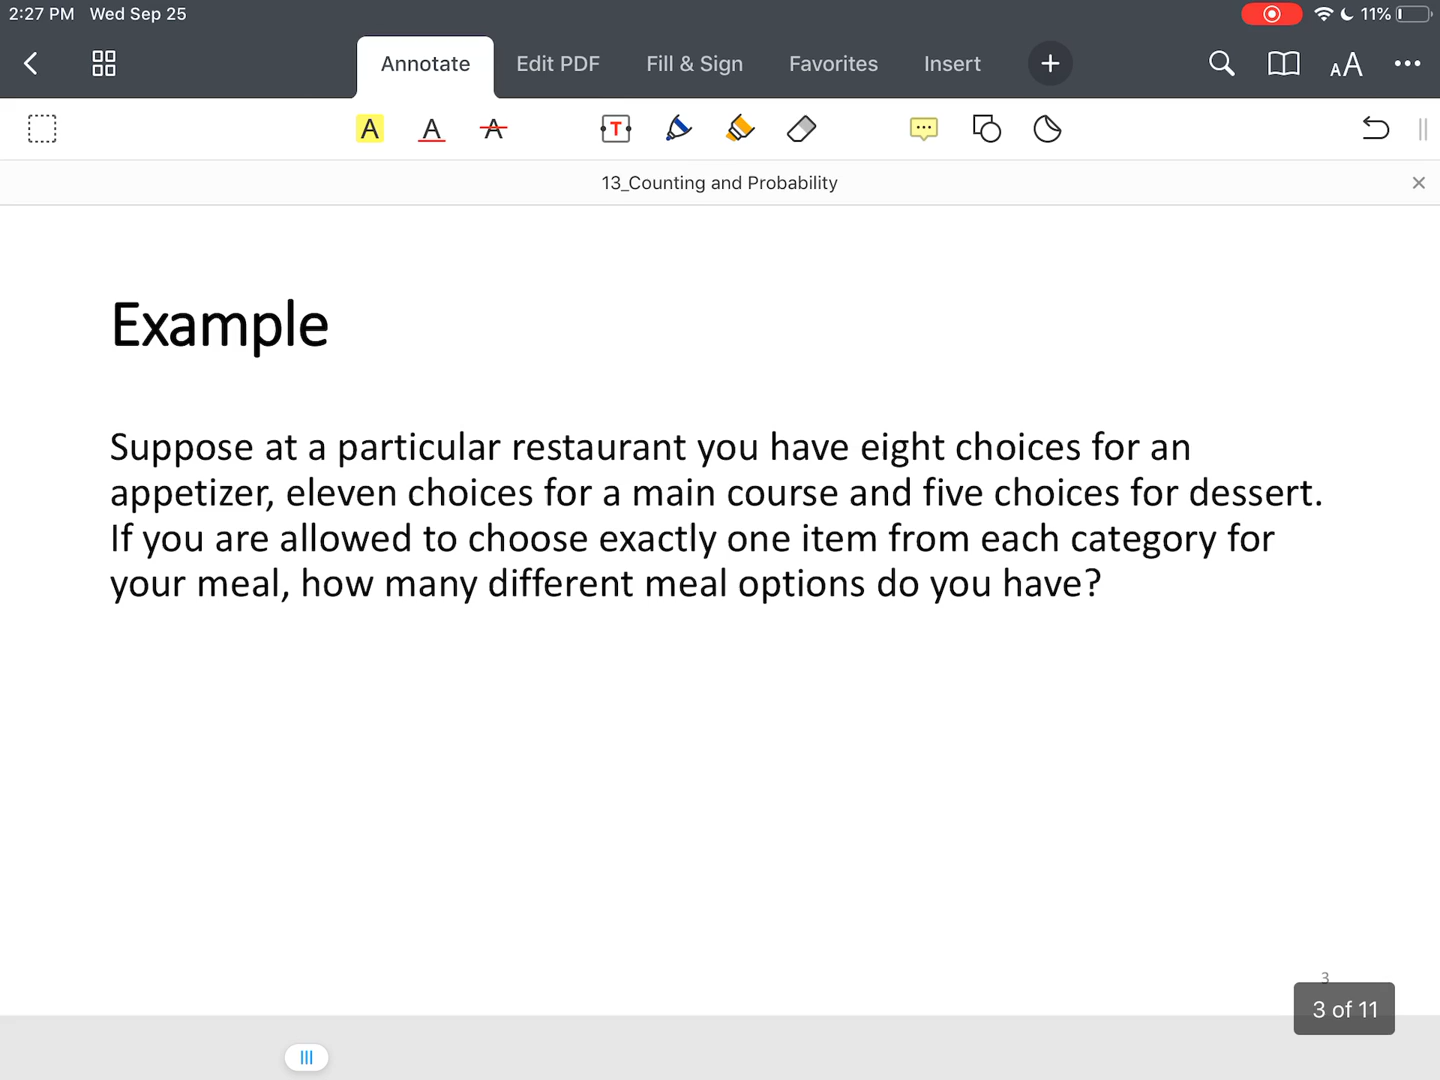 2:27 PM Wed Sep 25
11%
Annotate Edit PDF Fill & Sign Favorites Insert
AA
A A A T
13_Counting and Probability
Example
Suppose at a particular restaurant you have eight choices for an
appetizer, eleven choices for a main course and five choices for dessert.
If you are allowed to choose exactly one item from each category for
your meal, how many different meal options do you have?
3
3 of 11